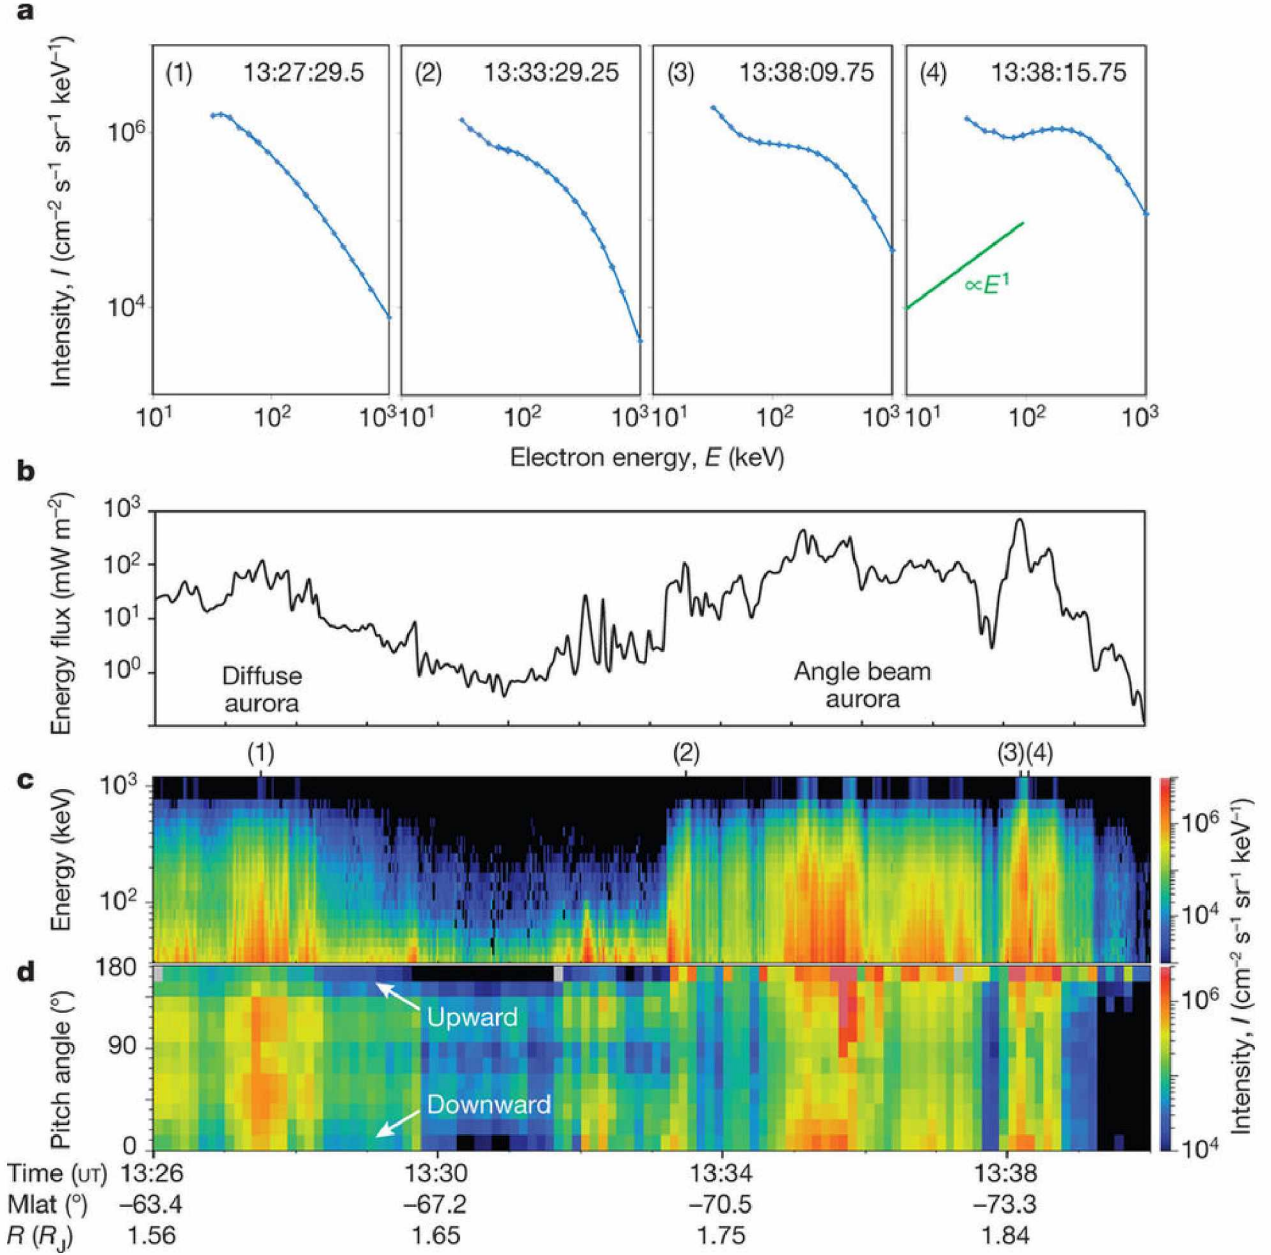 a
Intensity, I (cm⁻² s⁻¹ sr⁻¹ keV⁻¹)
10⁶
10⁴
(1) 13:27:29.5
(2) 13:33:29.25
(3) 13:38:09.75
(4) 13:38:15.75
∝E¹
10¹ 10² 10³ 10¹ 10² 10³ 10¹ 10² 10³ 10¹ 10² 10³
Electron energy, E (keV)
b
Energy flux (mW m⁻²)
10³
10²
10¹
10⁰
Diffuse
aurora
Angle beam
aurora
(1) (2) (3) (4)
c
Energy (keV)
10³
10²
10⁶
10⁴
Intensity, I (cm⁻² s⁻¹ sr⁻¹ keV⁻¹)
d
Pitch angle (°)
180
90
0
Upward
Downward
10⁶
10⁴
Time (UT) 13:26 13:30 13:34 13:38
Mlat (°) –63.4 –67.2 –70.5 –73.3
R (R_J) 1.56 1.65 1.75 1.84